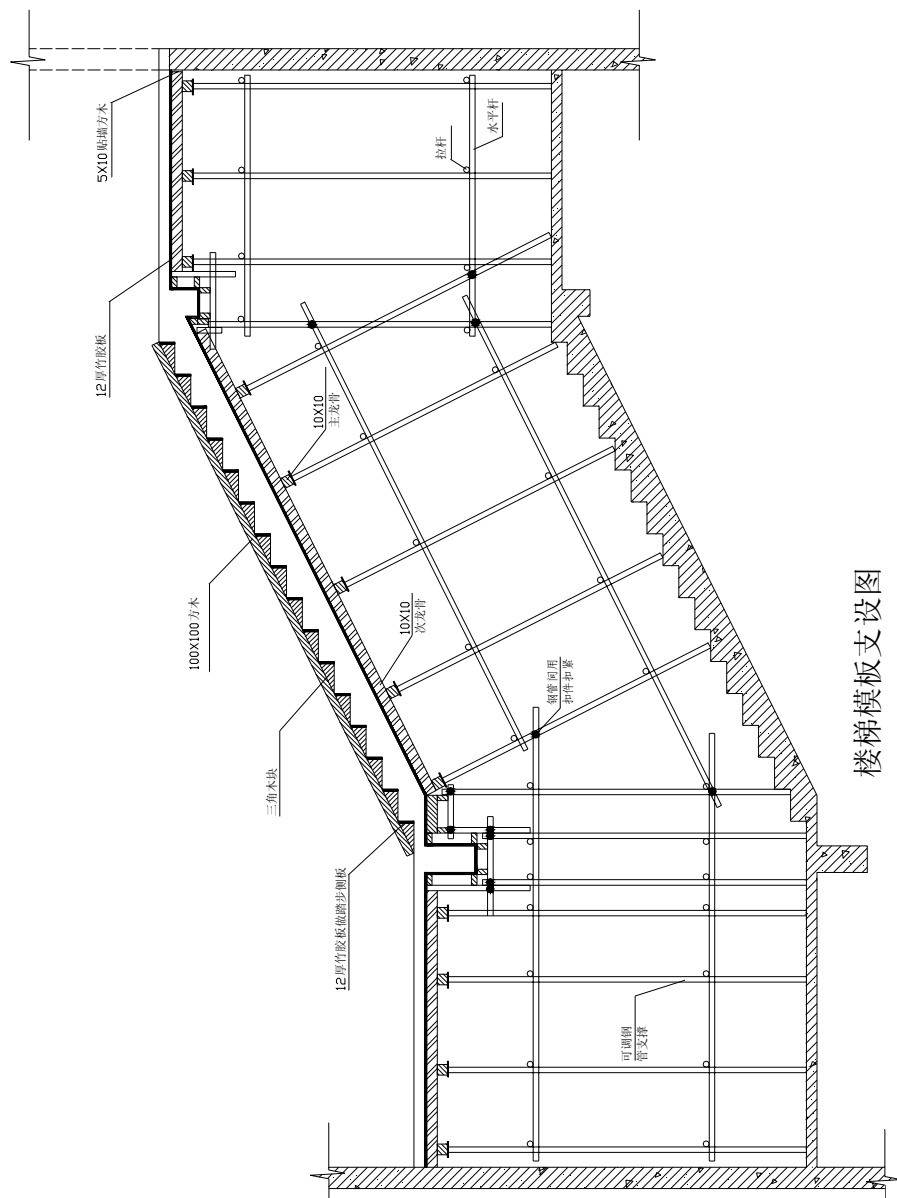 5X10贴墙方木
12厚竹胶板
100X100方木
三角木块
12厚竹胶板做踏步侧板
拉杆
水平杆
10X10
主龙骨
10X10
次龙骨
钢管间用
扣件扣紧
可调钢
管支撑
楼梯模板支设图